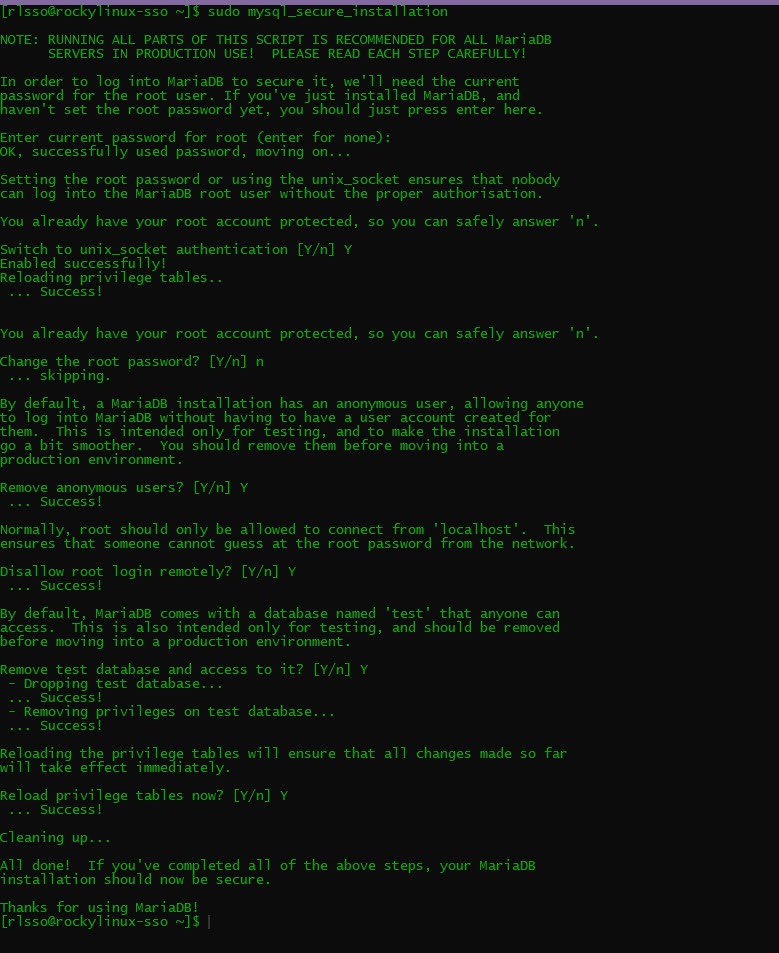 [rlsso@rockylinux-sso ~]$ sudo mysql_secure_installation
NOTE: RUNNING ALL PARTS OF THIS SCRIPT IS RECOMMENDED FOR ALL MariaDB
SERVERS IN PRODUCTION USE!  PLEASE READ EACH STEP CAREFULLY!
In order to log into MariaDB to secure it, we'll need the current
password for the root user. If you've just installed MariaDB, and
haven't set the root password yet, you should just press enter here.
Enter current password for root (enter for none):
OK, successfully used password, moving on...
Setting the root password or using the unix_socket ensures that nobody
can log into the MariaDB root user without the proper authorisation.
You already have your root account protected, so you can safely answer 'n'.
Switch to unix_socket authentication [Y/n] Y
Enabled successfully!
Reloading privilege tables..
... Success!
You already have your root account protected, so you can safely answer 'n'.
Change the root password? [Y/n] n
... skipping.
By default, a MariaDB installation has an anonymous user, allowing anyone
to log into MariaDB without having to have a user account created for
them.  This is intended only for testing, and to make the installation
go a bit smoother.  You should remove them before moving into a
production environment.
Remove anonymous users? [Y/n] Y
... Success!
Normally, root should only be allowed to connect from 'localhost'.  This
ensures that someone cannot guess at the root password from the network.
Disallow root login remotely? [Y/n] Y
... Success!
By default, MariaDB comes with a database named 'test' that anyone can
access.  This is also intended only for testing, and should be removed
before moving into a production environment.
Remove test database and access to it? [Y/n] Y
- Dropping test database...
... Success!
- Removing privileges on test database...
... Success!
Reloading the privilege tables will ensure that all changes made so far
will take effect immediately.
Reload privilege tables now? [Y/n] Y
... Success!
Cleaning up...
All done!  If you've completed all of the above steps, your MariaDB
installation should now be secure.
Thanks for using MariaDB!
[rlsso@rockylinux-sso ~]$